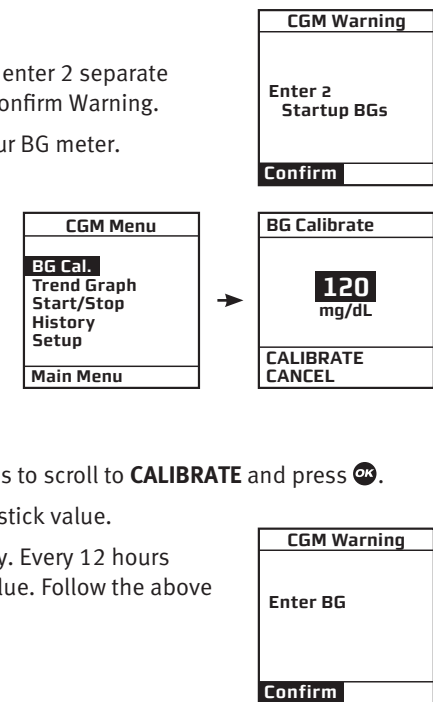 CGM Warning
enter 2 separate
onfirm Warning.
Enter 2
Startup BGs
ur BG meter.
Confirm
CGM Menu
BG Cal.
Trend Graph
Start/Stop
History
Setup
Main Menu
BG Calibrate
120
mg/dL
CALIBRATE
CANCEL
s to scroll to CALIBRATE and press OK.
stick value.
CGM Warning
y. Every 12 hours
lue. Follow the above
Enter BG
Confirm